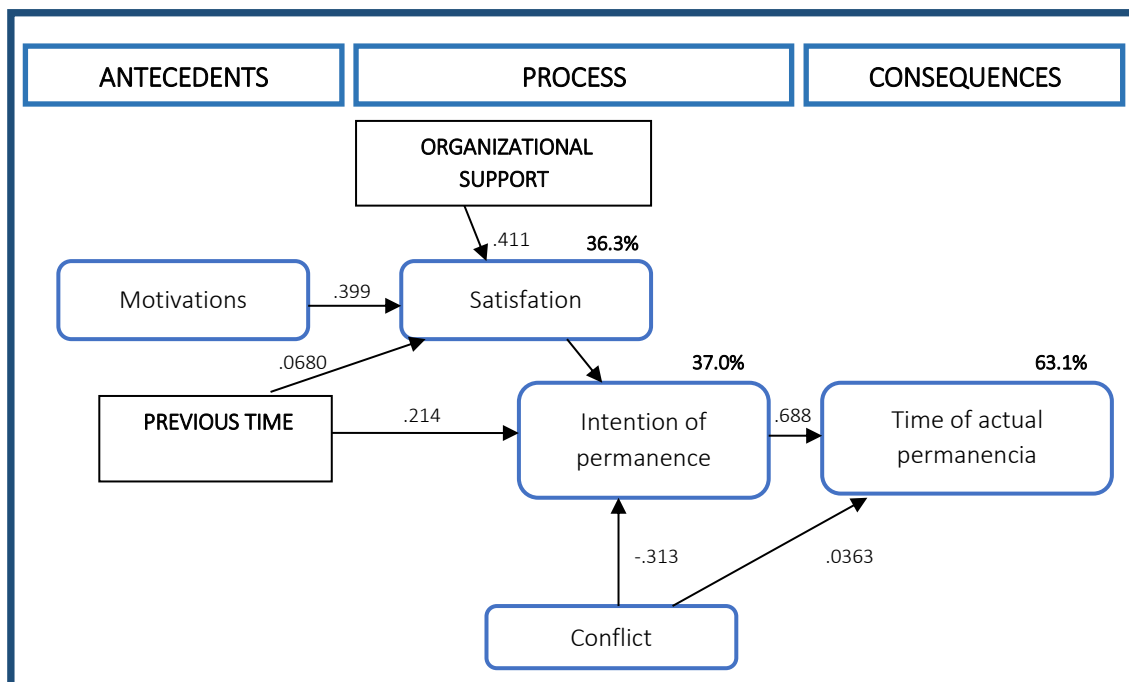 ANTECEDENTS
PROCESS
CONSEQUENCES
ORGANIZATIONAL
SUPPORT
.411
36.3%
Motivations
.399
Satisfation
.0680
37.0%
63.1%
PREVIOUS TIME
.214
Intention of
permanence
.688
Time of actual
permanencia
-.313
.0363
Conflict